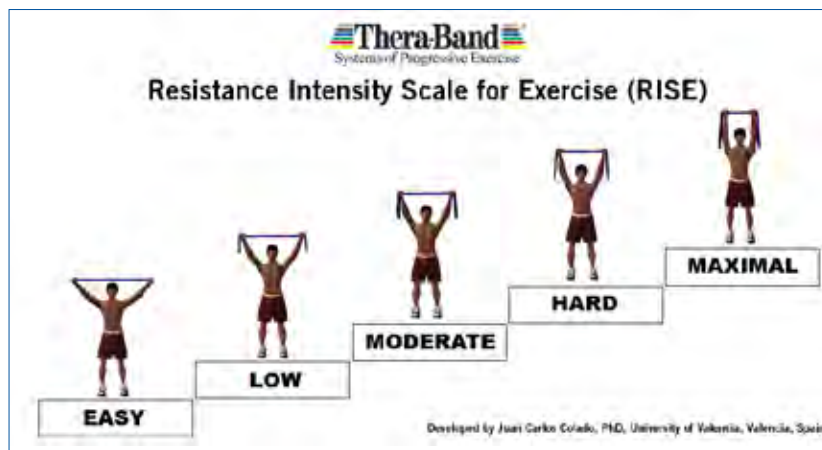 Thera-Band
Systems of Progressive Exercise
Resistance Intensity Scale for Exercise (RISE)
MAXIMAL
HARD
MODERATE
LOW
EASY
Developed by Juan Carlos Colado, PhD, University of Valencia, Valencia, Spain